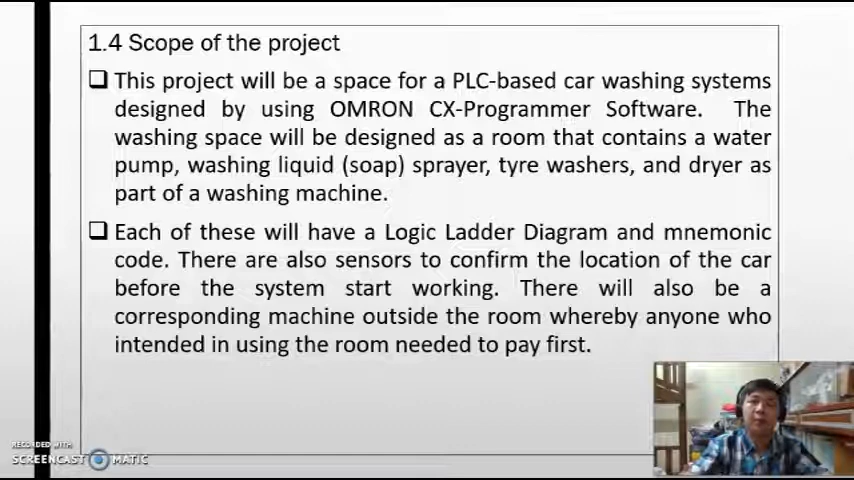 1.4 Scope of the project
This project will be a space for a PLC-based car washing systems
designed by using OMRON CX-Programmer Software. The
washing space will be designed as a room that contains a water
pump, washing liquid (soap) sprayer, tyre washers, and dryer as
part of a washing machine.
Each of these will have a Logic Ladder Diagram and mnemonic
code. There are also sensors to confirm the location of the car
before the system start working. There will also be a
corresponding machine outside the room whereby anyone who
intended in using the room needed to pay first.
RECORDED WITH
SCREENCAST MATIC